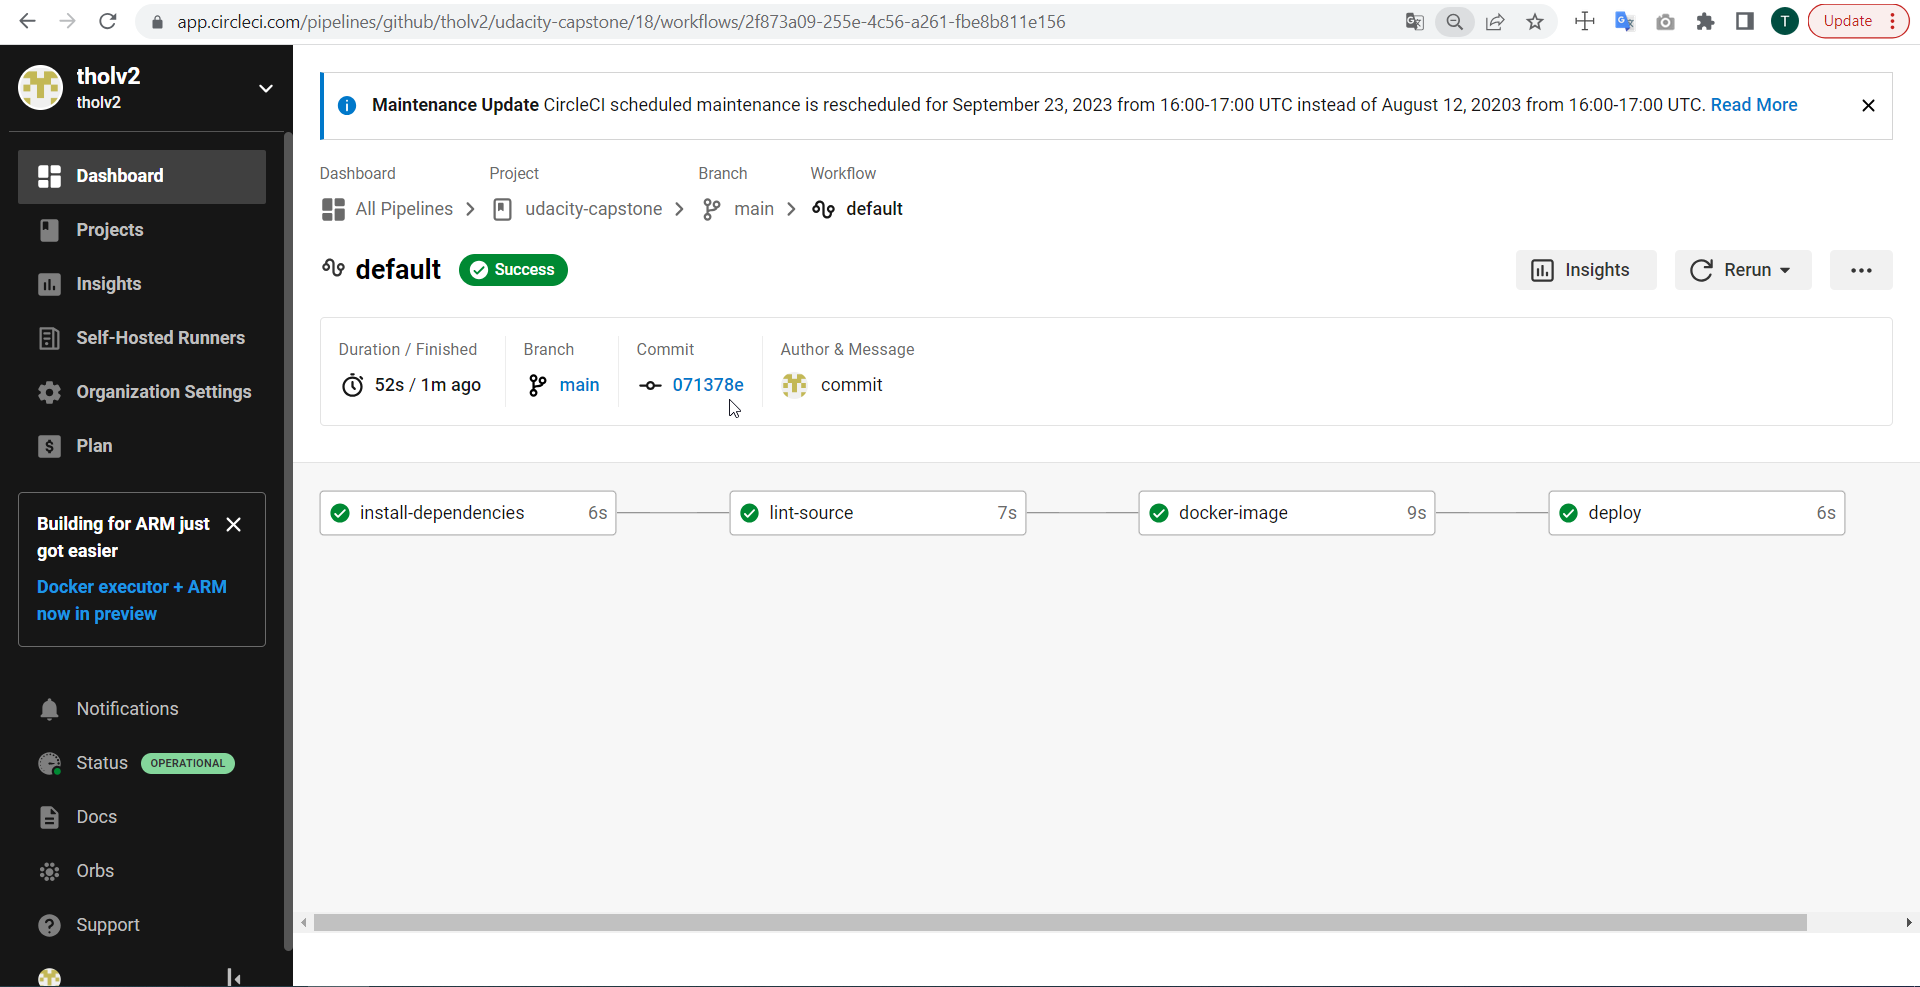 app.circleci.com/pipelines/github/tholv2/udacity-capstone/18/workflows/2f873a09-255e-4c56-a261-fbe8b811e156
T
Update
tholv2
tholv2
Dashboard
Projects
Insights
Self-Hosted Runners
Organization Settings
Plan
Building for ARM just
got easier
Docker executor + ARM
now in preview
Notifications
Status OPERATIONAL
Docs
Orbs
Support
Maintenance Update CircleCI scheduled maintenance is rescheduled for September 23, 2023 from 16:00-17:00 UTC instead of August 12, 20203 from 16:00-17:00 UTC. Read More
Dashboard Project Branch Workflow
All Pipelines udacity-capstone main default
default Success Insights Rerun
Duration / Finished Branch Commit Author & Message
52s / 1m ago main 071378e commit
install-dependencies 6s lint-source 7s docker-image 9s deploy 6s